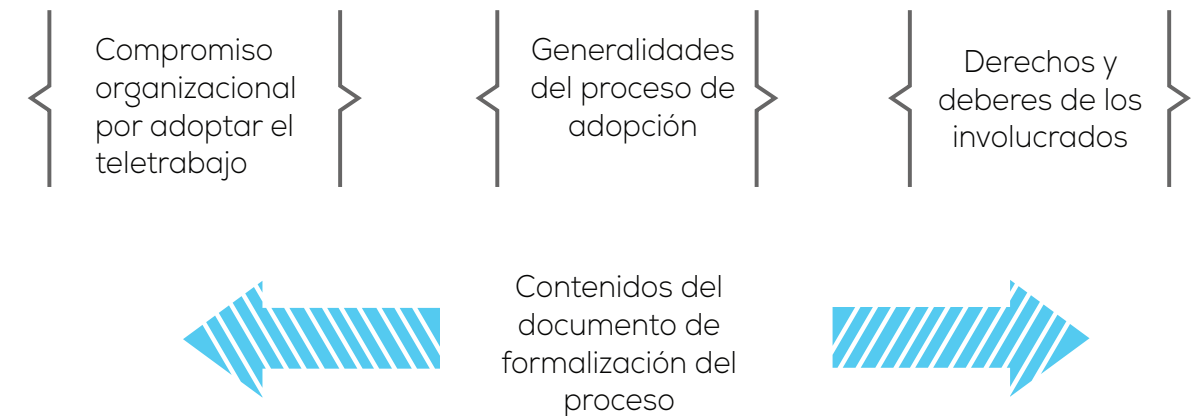 Compromiso
organizacional
por adoptar el
teletrabajo
Generalidades
del proceso de
adopción
Derechos y
deberes de los
involucrados
Contenidos del
documento de
formalización del
proceso